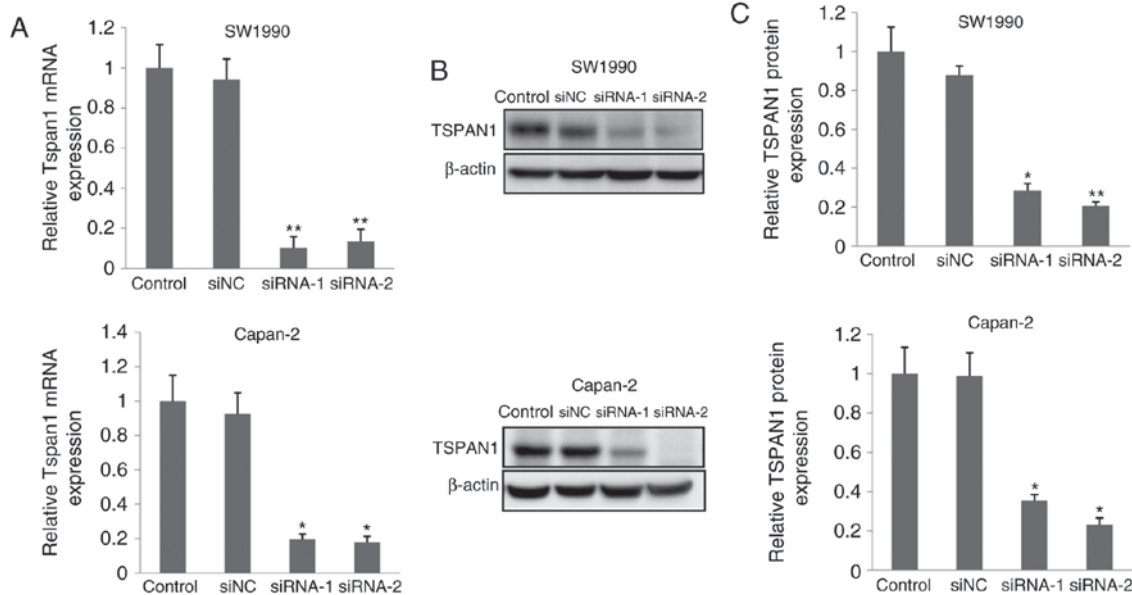 A
SW1990
Relative Tspan1 mRNA
expression
1.2
1
0.8
0.6
0.4
0.2
0
**
**
Control siNC siRNA-1 siRNA-2
Capan-2
Relative Tspan1 mRNA
expression
1.4
1.2
1
0.8
0.6
0.4
0.2
0
*
*
Control siNC siRNA-1 siRNA-2
B
SW1990
Control siNC siRNA-1 siRNA-2
TSPAN1
β-actin
Capan-2
Control siNC siRNA-1 siRNA-2
TSPAN1
β-actin
C
SW1990
Relative TSPAN1 protein
expression
1.2
1
0.8
0.6
0.4
0.2
0
*
**
Control siNC siRNA-1 siRNA-2
Capan-2
Relative TSPAN1 protein
expression
1.2
1
0.8
0.6
0.4
0.2
0
*
*
Control siNC siRNA-1 siRNA-2